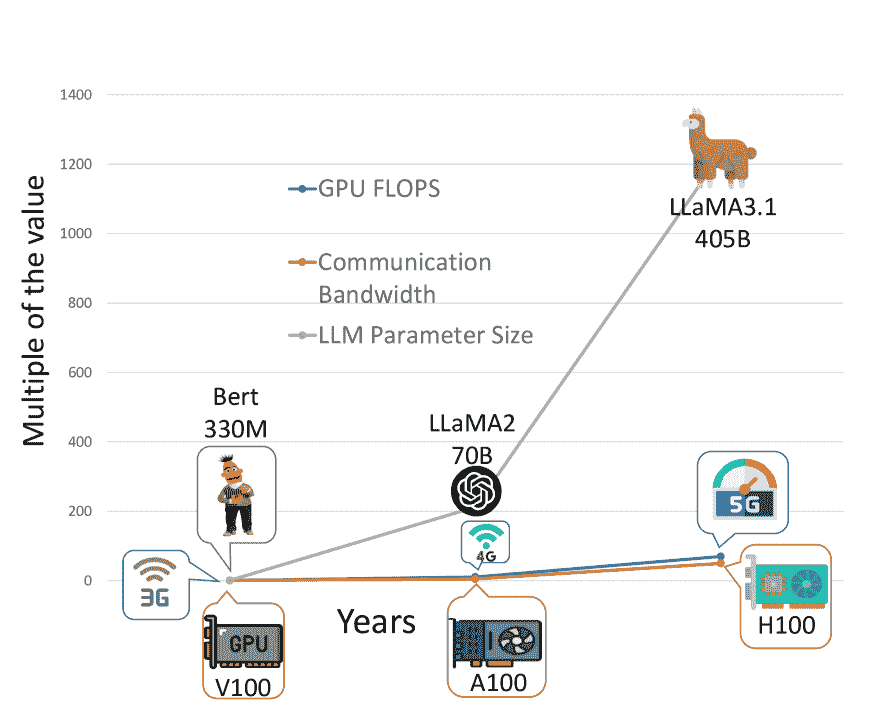 1400
1200
1000
800
600
400
200
0
Multiple of the value
GPU FLOPS
Communication
Bandwidth
LLM Parameter Size
LLaMA3.1
405B
Bert
330M
LLaMA2
70B
5G
4G
3G
Years
GPU
V100
A100
H100